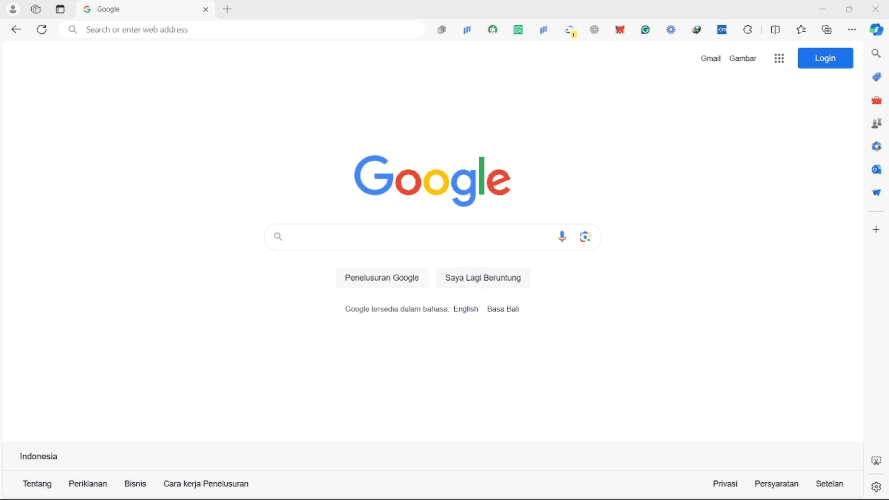 Google
Search or enter web address
Gmail Gambar Login
Google
Penelusuran Google Saya Lagi Beruntung
Google tersedia dalam bahasa: English Basa Bali
Indonesia
Tentang Periklanan Bisnis Cara kerja Penelusuran Privasi Persyaratan Setelan